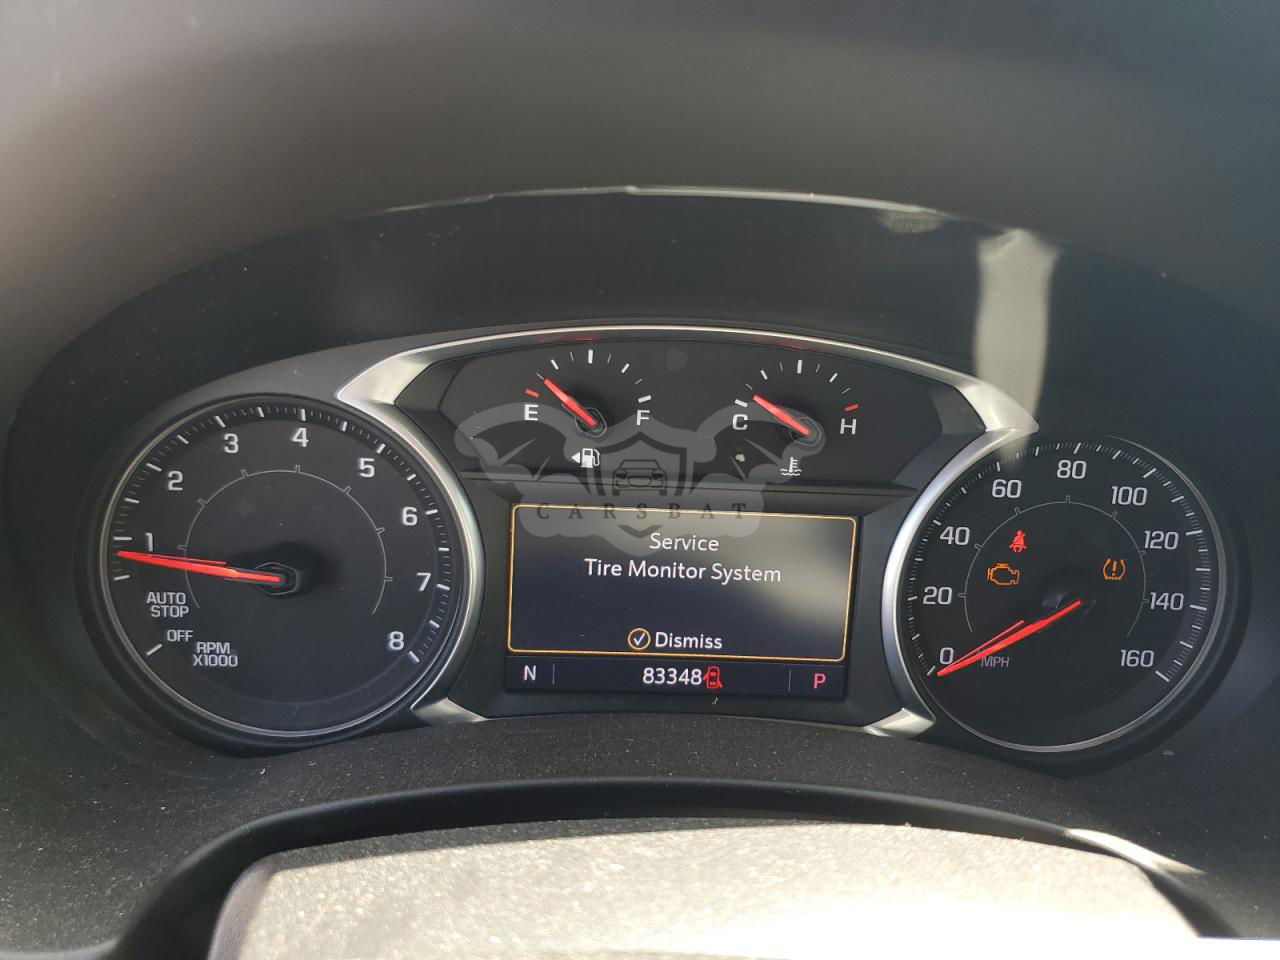 E
F
C
H
1
2
3
4
5
6
7
8
AUTO
STOP
OFF
RPM
X1000
CARSBAT
Service
Tire Monitor System
Dismiss
N
83348
P
0
20
40
60
80
100
120
140
160
MPH